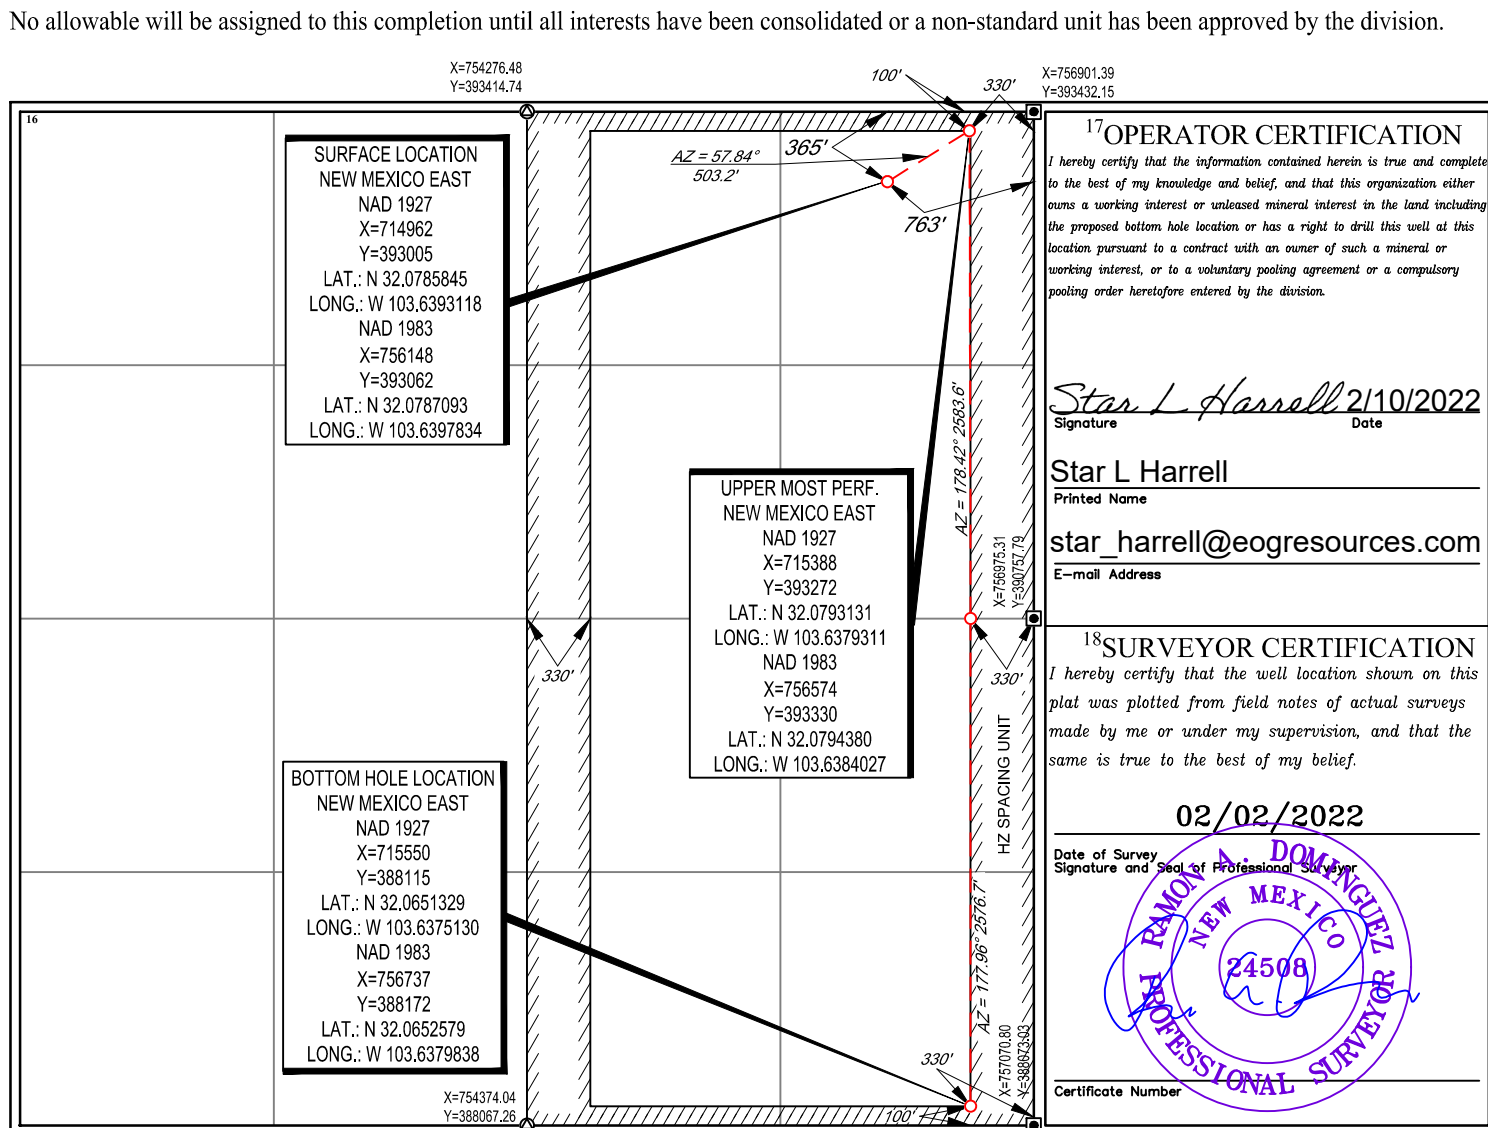 No allowable will be assigned to this completion until all interests have been consolidated or a non-standard unit has been approved by the division.
X=754276.48
Y=393414.74
100'
330'
X=756901.39
Y=393432.15
16
SURFACE LOCATION
NEW MEXICO EAST
NAD 1927
X=714962
Y=393005
LAT.: N 32.0785845
LONG.: W 103.6393118
NAD 1983
X=756148
Y=393062
LAT.: N 32.0787093
LONG.: W 103.6397834
AZ = 57.84°
503.2'
365'
763'
AZ = 178.42° 2583.6'
UPPER MOST PERF.
NEW MEXICO EAST
NAD 1927
X=715388
Y=393272
LAT.: N 32.0793131
LONG.: W 103.6379311
NAD 1983
X=756574
Y=393330
LAT.: N 32.0794380
LONG.: W 103.6384027
X=756975.31
Y=390757.79
330'
330'
HZ SPACING UNIT
BOTTOM HOLE LOCATION
NEW MEXICO EAST
NAD 1927
X=715550
Y=388115
LAT.: N 32.0651329
LONG.: W 103.6375130
NAD 1983
X=756737
Y=388172
LAT.: N 32.0652579
LONG.: W 103.6379838
AZ = 177.96° 2576.7'
X=757070.80
Y=388073.03
330'
100'
X=754374.04
Y=388067.26
17OPERATOR CERTIFICATION
I hereby certify that the information contained herein is true and complete
to the best of my knowledge and belief, and that this organization either
owns a working interest or unleased mineral interest in the land including
the proposed bottom hole location or has a right to drill this well at this
location pursuant to a contract with an owner of such a mineral or
working interest, or to a voluntary pooling agreement or a compulsory
pooling order heretofore entered by the division.
Star L Harrell 2/10/2022
Signature Date
Star L Harrell
Printed Name
star_harrell@eogresources.com
E-mail Address
18SURVEYOR CERTIFICATION
I hereby certify that the well location shown on this
plat was plotted from field notes of actual surveys
made by me or under my supervision, and that the
same is true to the best of my belief.
02/02/2022
Date of Survey
Signature and Seal of Professional Surveyor
RAMON A. DOMINGUEZ
NEW MEXICO
24508
PROFESSIONAL SURVEYOR
Certificate Number